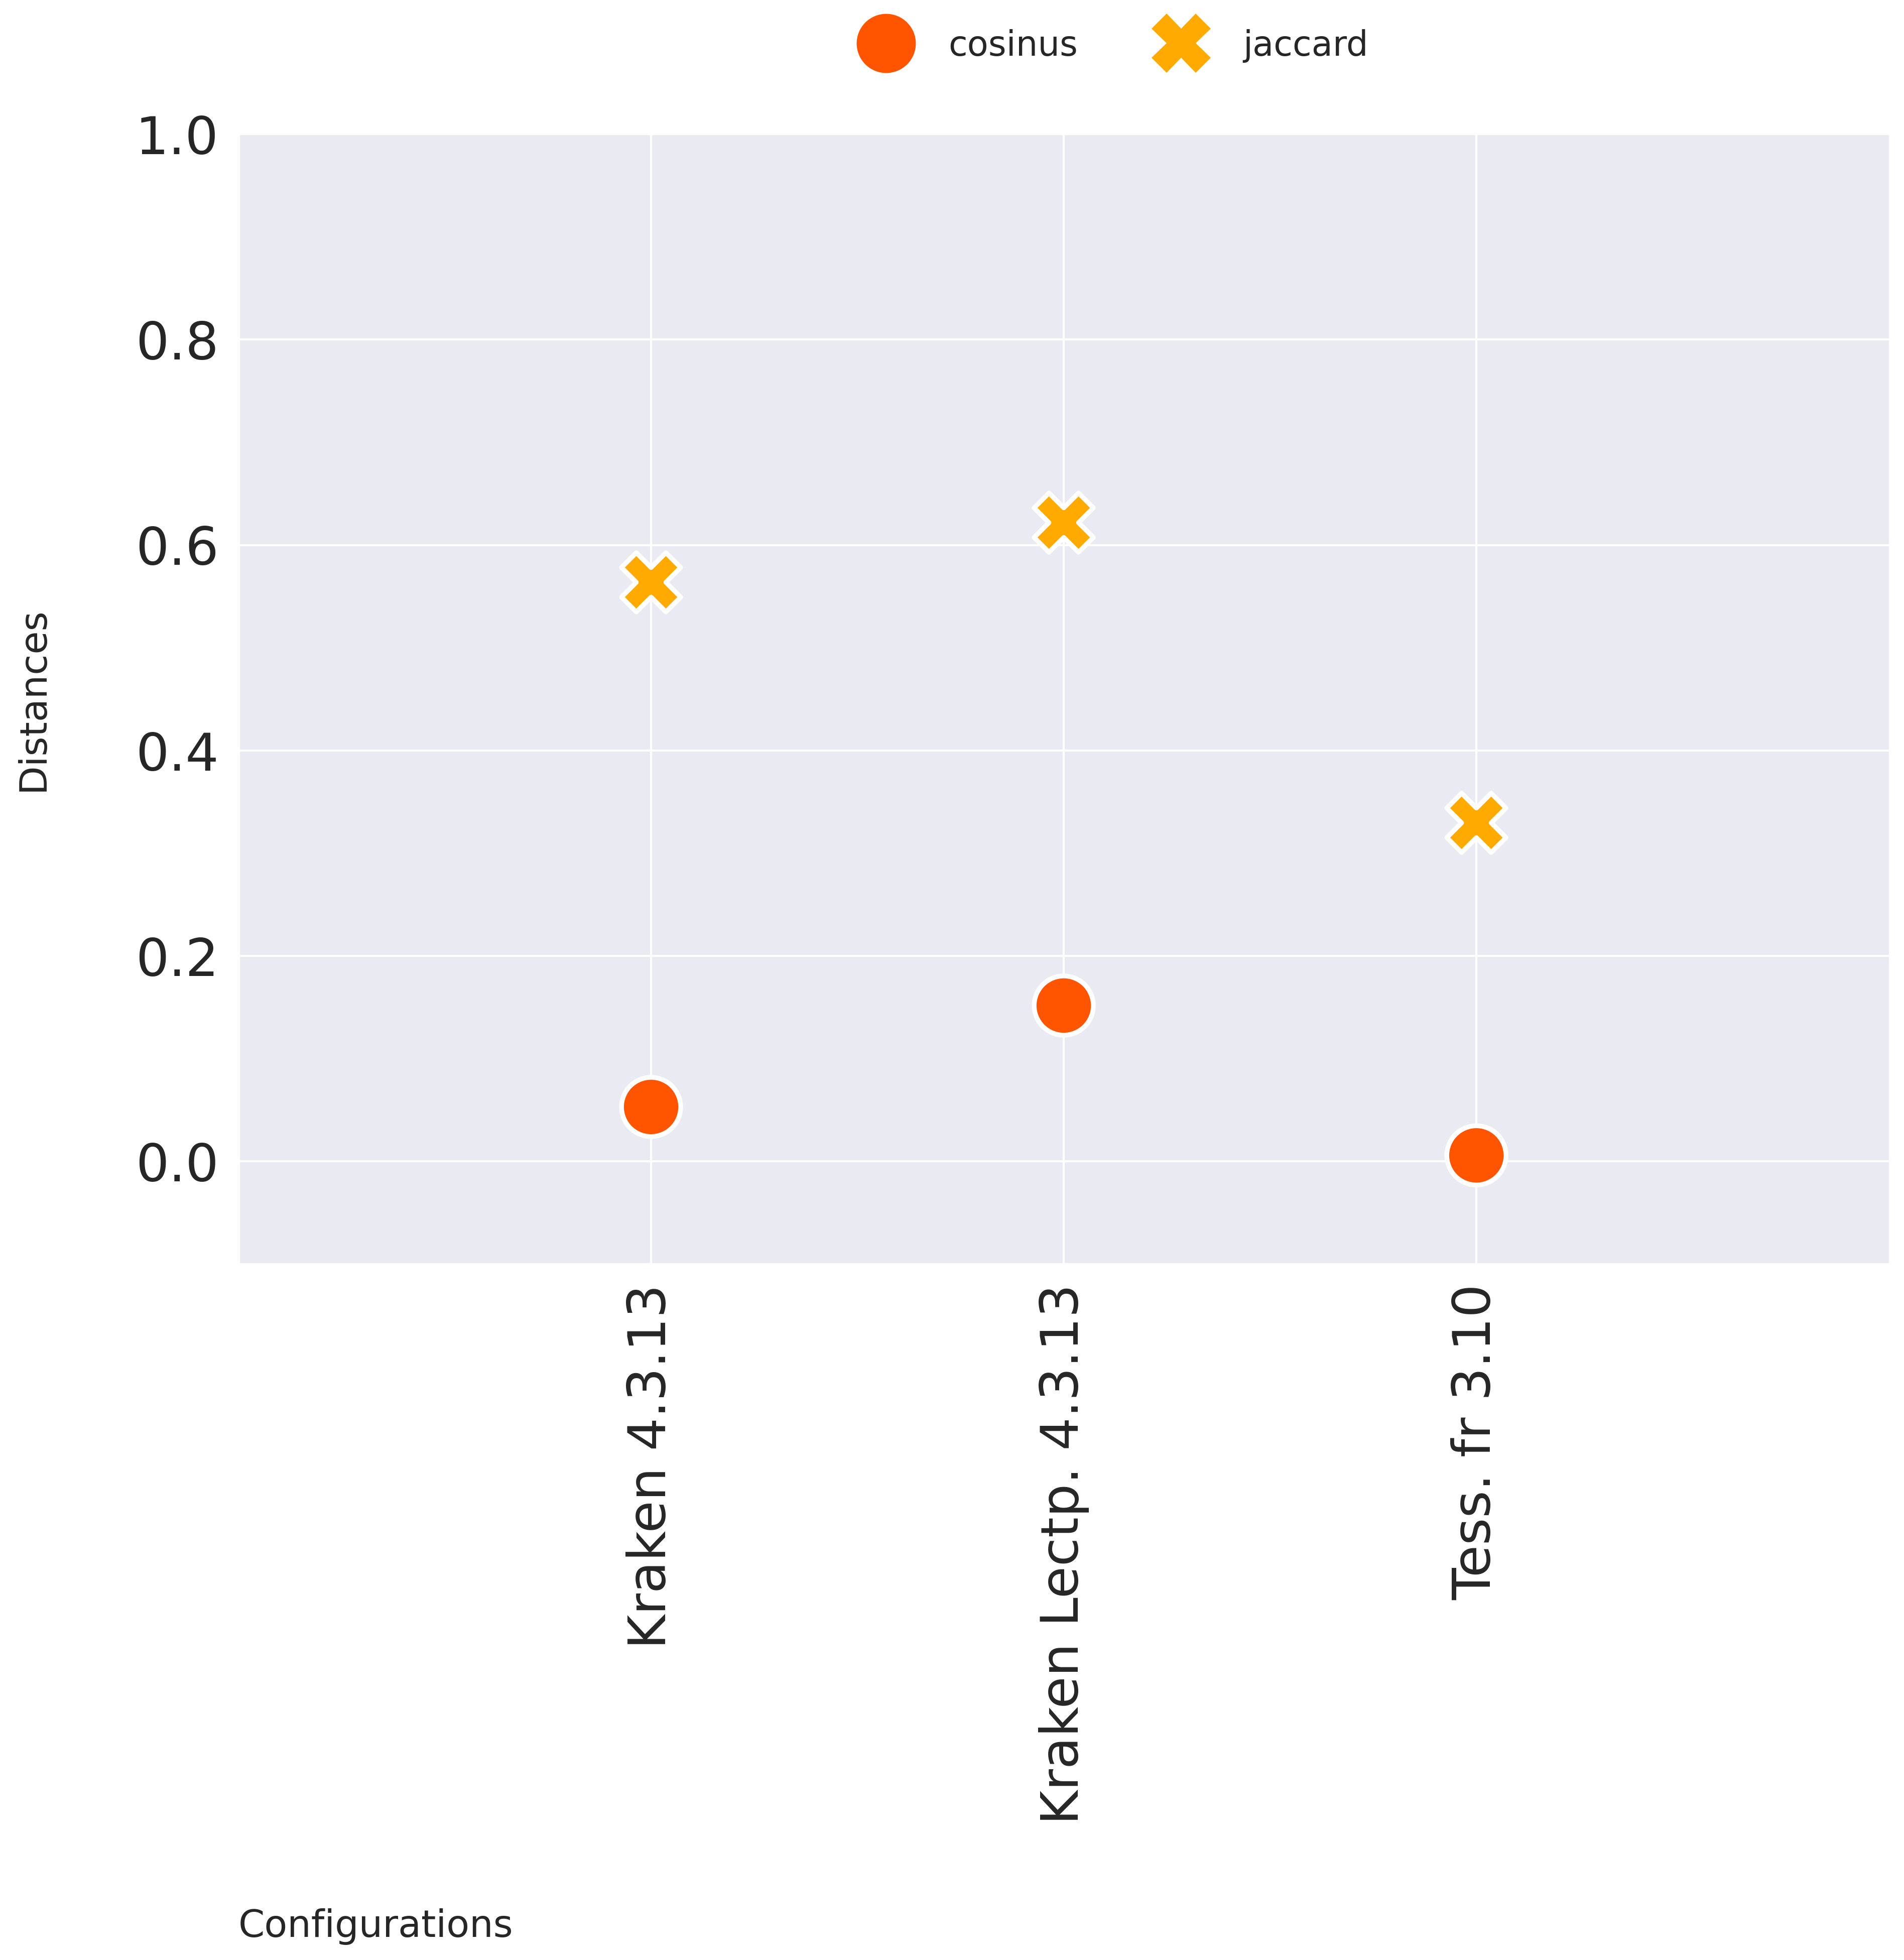 cosinus jaccard
1.0
0.8
0.6
0.4
0.2
0.0
Distances
Kraken 4.3.13
Kraken Lectp. 4.3.13
Tess. fr 3.10
Configurations